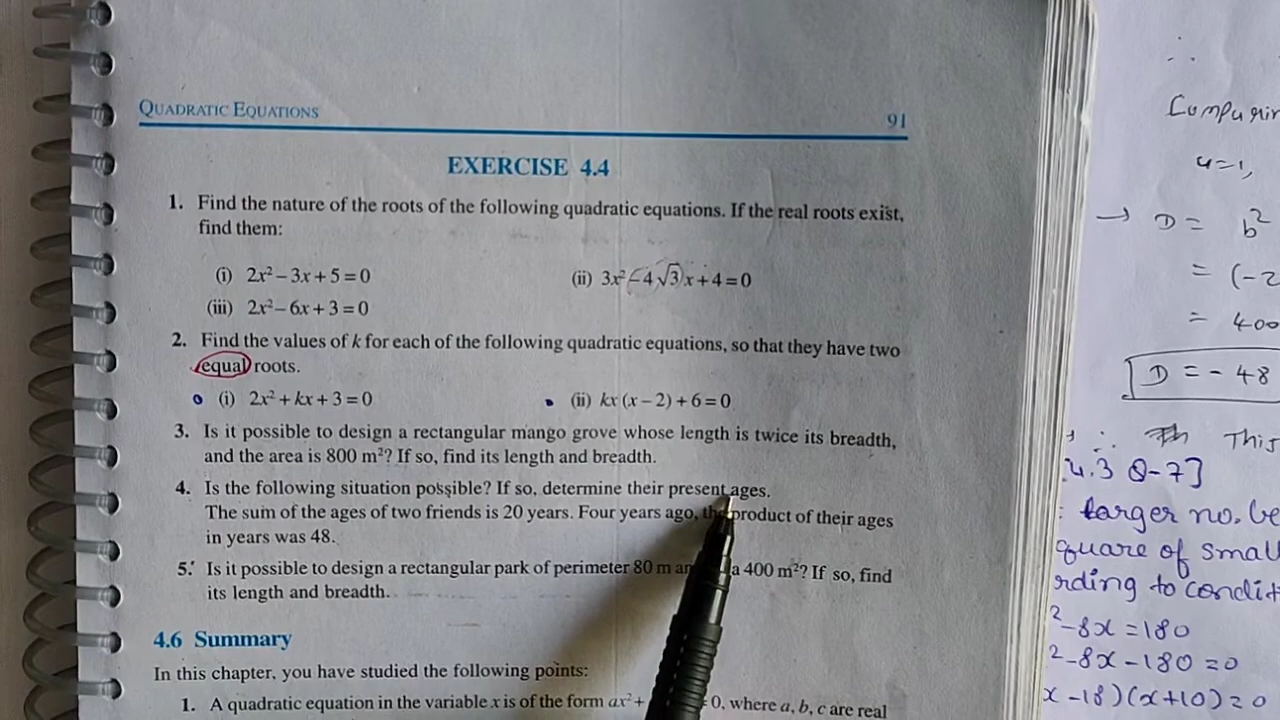 QUADRATIC EQUATIONS
91
EXERCISE 4.4
1. Find the nature of the roots of the following quadratic equations. If the real roots exist,
find them:
(i) 2x² – 3x + 5 = 0
(ii) 3x² – 4√3 x + 4 = 0
(iii) 2x² – 6x + 3 = 0
2. Find the values of k for each of the following quadratic equations, so that they have two
equal roots.
(i) 2x² + kx + 3 = 0
(ii) kx (x – 2) + 6 = 0
3. Is it possible to design a rectangular mango grove whose length is twice its breadth,
and the area is 800 m²? If so, find its length and breadth.
4. Is the following situation possible? If so, determine their present ages.
The sum of the ages of two friends is 20 years. Four years ago, the product of their ages
in years was 48.
5. Is it possible to design a rectangular park of perimeter 80 m a 400 m²? If so, find
its length and breadth.
4.6 Summary
In this chapter, you have studied the following points:
1. A quadratic equation in the variable x is of the form ax² + = 0, where a, b, c are real
∴
→ D = b²
= (-2
= 400
D = - 48
∴ This
4.3 Q-7]
: larger no. be
quare of small
rding to condit
²-8x = 180
²-8x-180 = 0
x-18)(x+10) = 0